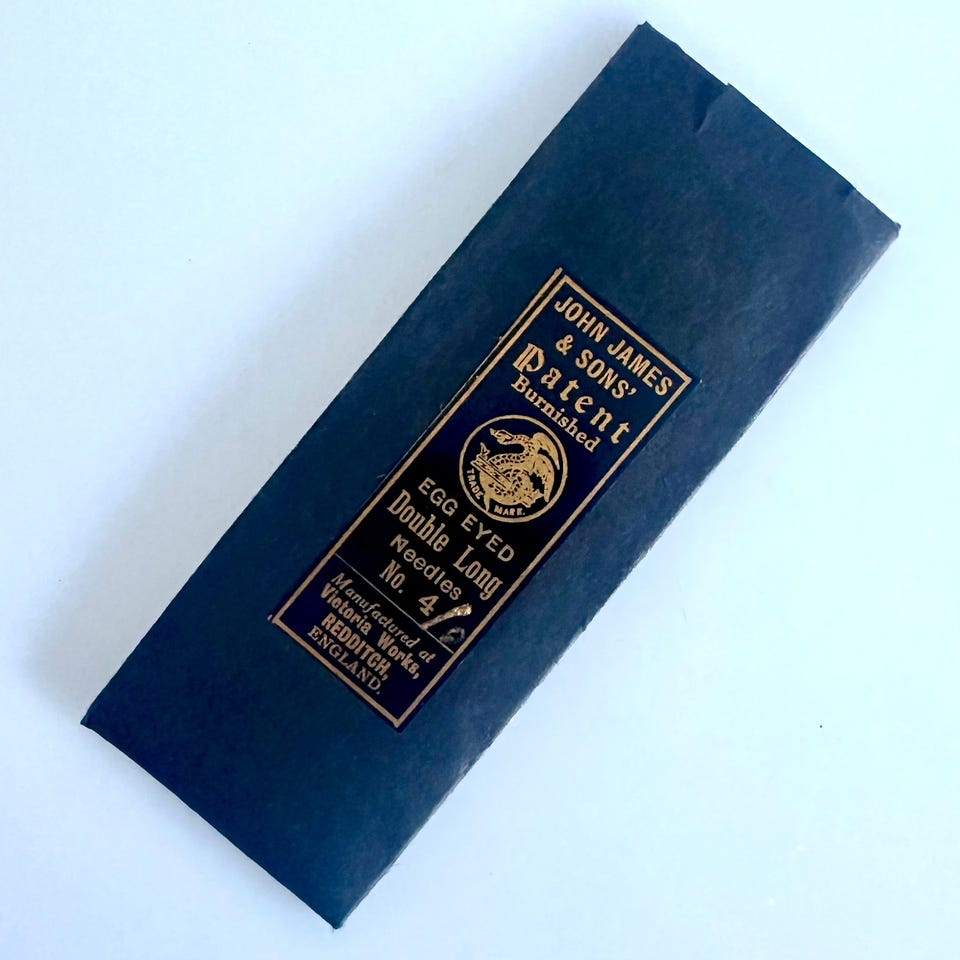 JOHN JAMES
& SONS'
Patent
Burnished
TRADE MARK.
EGG EYED
Double Long
Needles
No. 4/
Manufactured at
Victoria Works,
REDDITCH,
ENGLAND.